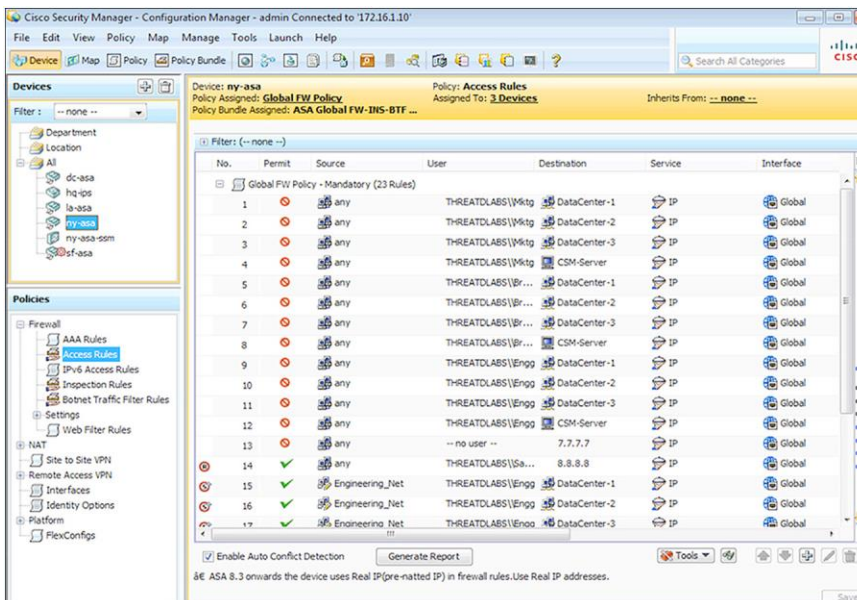 Cisco Security Manager - Configuration Manager - admin Connected to '172.16.1.10'
File Edit View Policy Map Manage Tools Launch Help
Device Map Policy Policy Bundle Search All Categories
CISC
Devices
Filter : -- none --
Department
Location
All
dc-asa
hq-ips
la-asa
ny-asa
ny-asa-ssm
sf-asa
Policies
Firewall
AAA Rules
Access Rules
IPv6 Access Rules
Inspection Rules
Botnet Traffic Filter Rules
Settings
Web Filter Rules
NAT
Site to Site VPN
Remote Access VPN
Interfaces
Identity Options
Platform
FlexConfigs
Device: ny-asa Policy: Access Rules
Policy Assigned: Global FW Policy Assigned To: 3 Devices Inherits From: -- none --
Policy Bundle Assigned: ASA Global FW-INS-BTF ...
Filter: (-- none --)
No. Permit Source User Destination Service Interface
Global FW Policy - Mandatory (23 Rules)
1 any THREATDLABS\\Mktg DataCenter-1 IP Global
2 any THREATDLABS\\Mktg DataCenter-2 IP Global
3 any THREATDLABS\\Mktg DataCenter-3 IP Global
4 any THREATDLABS\\Mktg CSM-Server IP Global
5 any THREATDLABS\\Br... DataCenter-1 IP Global
6 any THREATDLABS\\Br... DataCenter-2 IP Global
7 any THREATDLABS\\Br... DataCenter-3 IP Global
8 any THREATDLABS\\Br... CSM-Server IP Global
9 any THREATDLABS\\Engg DataCenter-1 IP Global
10 any THREATDLABS\\Engg DataCenter-2 IP Global
11 any THREATDLABS\\Engg DataCenter-3 IP Global
12 any THREATDLABS\\Engg CSM-Server IP Global
13 any -- no user -- 7.7.7.7 IP Global
14 any THREATDLABS\\Sa... 8.8.8.8 IP Global
15 Engineering_Net THREATDLABS\\Engg DataCenter-1 IP Global
16 Engineering_Net THREATDLABS\\Engg DataCenter-2 IP Global
17 Engineering_Net THREATDLABS\\Engg DataCenter-3 IP Global
Enable Auto Conflict Detection Generate Report Tools
â€ ASA 8.3 onwards the device uses Real IP(pre-natted IP) in firewall rules.Use Real IP addresses.
Save